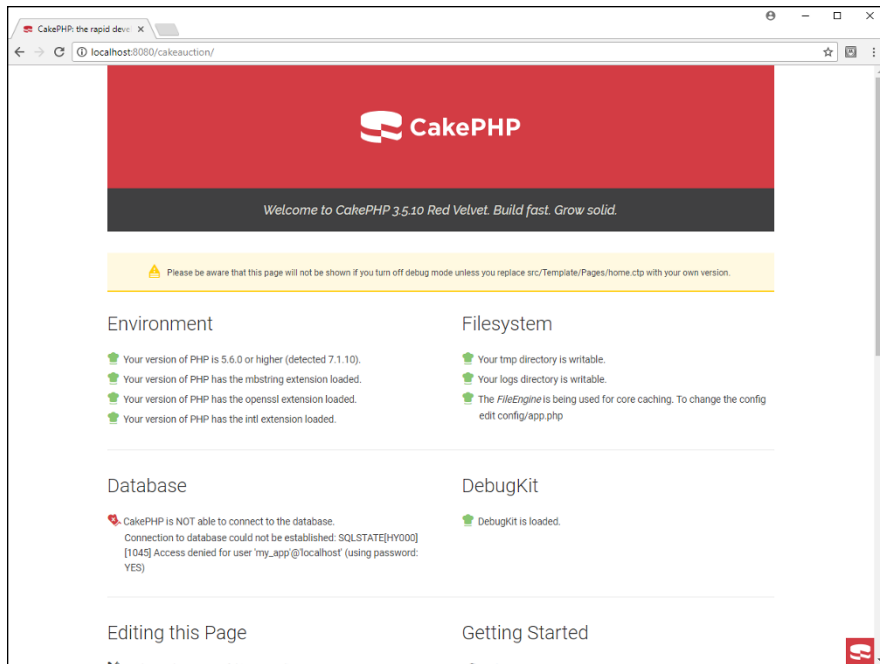 CakePHP: the rapid deve
localhost:8080/cakeauction/
CakePHP
Welcome to CakePHP 3.5.10 Red Velvet. Build fast. Grow solid.
Please be aware that this page will not be shown if you turn off debug mode unless you replace src/Template/Pages/home.ctp with your own version.
Environment
Your version of PHP is 5.6.0 or higher (detected 7.1.10).
Your version of PHP has the mbstring extension loaded.
Your version of PHP has the openssl extension loaded.
Your version of PHP has the intl extension loaded.
Filesystem
Your tmp directory is writable.
Your logs directory is writable.
The FileEngine is being used for core caching. To change the config
edit config/app.php
Database
CakePHP is NOT able to connect to the database.
Connection to database could not be established: SQLSTATE[HY000]
[1045] Access denied for user 'my_app'@'localhost' (using password:
YES)
DebugKit
DebugKit is loaded.
Editing this Page
Getting Started